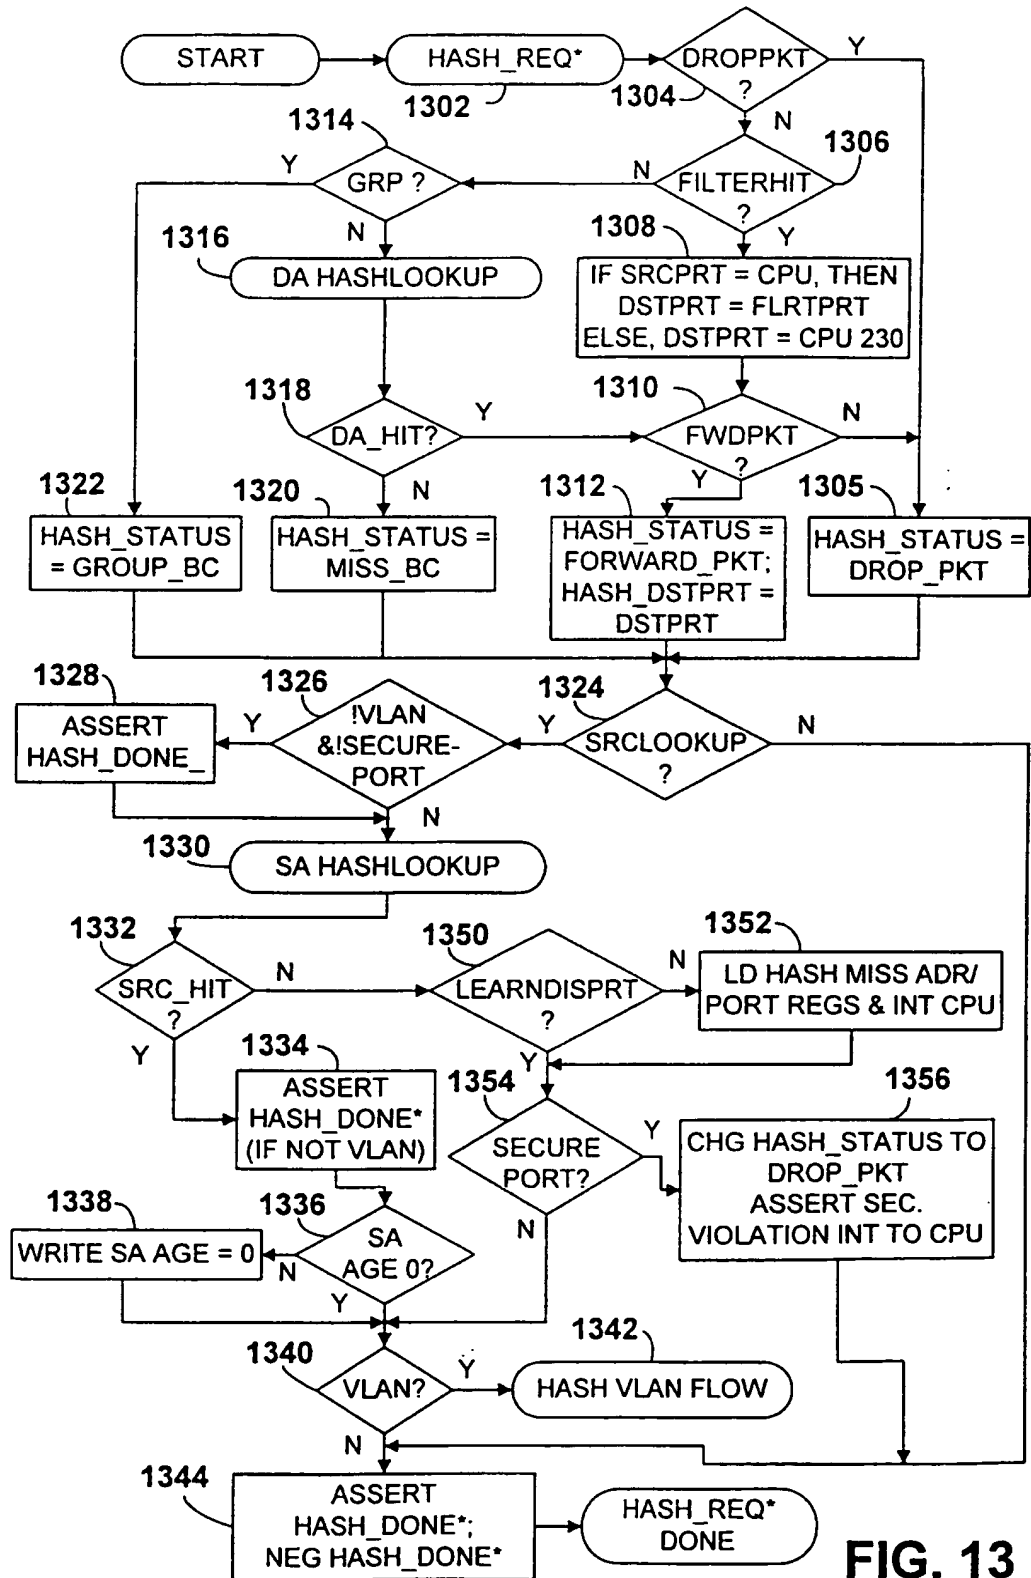 START
HASH_REQ*
1302
DROPPKT
?
1304
Y
N
1314
GRP ?
Y
N
FILTERHIT
?
1306
N
Y
1316
DA HASHLOOKUP
1308
IF SRCPRT = CPU, THEN
DSTPRT = FLRTPRT
ELSE, DSTPRT = CPU 230
1318
DA_HIT?
Y
N
1310
FWDPKT
?
N
Y
1322
HASH_STATUS
= GROUP_BC
1320
HASH_STATUS =
MISS_BC
1312
HASH_STATUS =
FORWARD_PKT;
HASH_DSTPRT =
DSTPRT
1305
HASH_STATUS =
DROP_PKT
1328
ASSERT
HASH_DONE_
1326
!VLAN
&!SECURE-
PORT
Y
N
1324
SRCLOOKUP
?
Y
N
1330
SA HASHLOOKUP
1332
SRC_HIT
?
N
Y
1350
LEARNDISPRT
?
N
Y
1352
LD HASH MISS ADR/
PORT REGS & INT CPU
1334
ASSERT
HASH_DONE*
(IF NOT VLAN)
1354
SECURE
PORT?
Y
N
1356
CHG HASH_STATUS TO
DROP_PKT
ASSERT SEC.
VIOLATION INT TO CPU
1338
WRITE SA AGE = 0
1336
SA
AGE 0?
N
Y
1340
VLAN?
Y
N
1342
HASH VLAN FLOW
1344
ASSERT
HASH_DONE*;
NEG HASH_DONE*
HASH_REQ*
DONE
FIG. 13